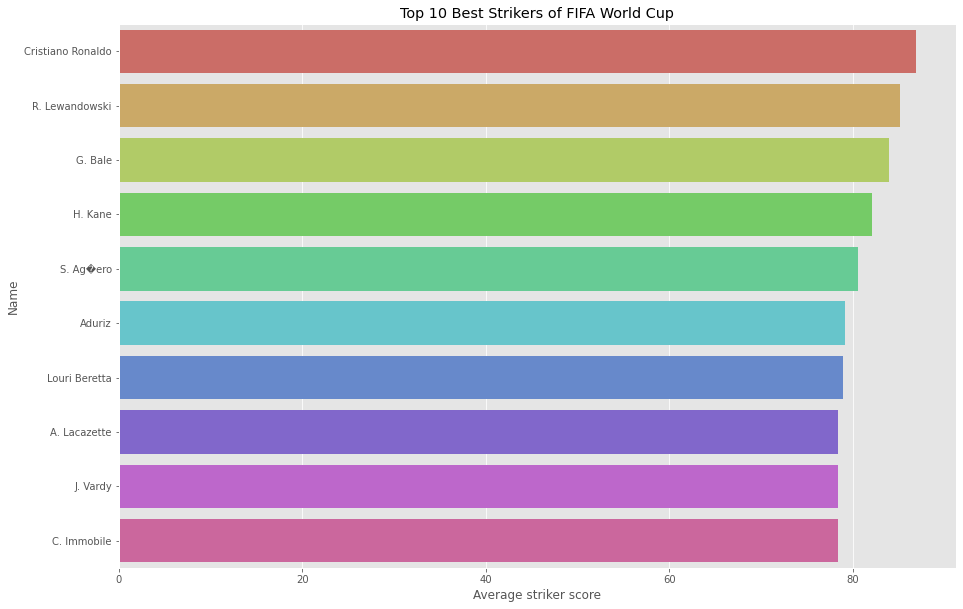 Top 10 Best Strikers of FIFA World Cup
Name
Cristiano Ronaldo
R. Lewandowski
G. Bale
H. Kane
S. Ag�ero
Aduriz
Louri Beretta
A. Lacazette
J. Vardy
C. Immobile
0 20 40 60 80
Average striker score